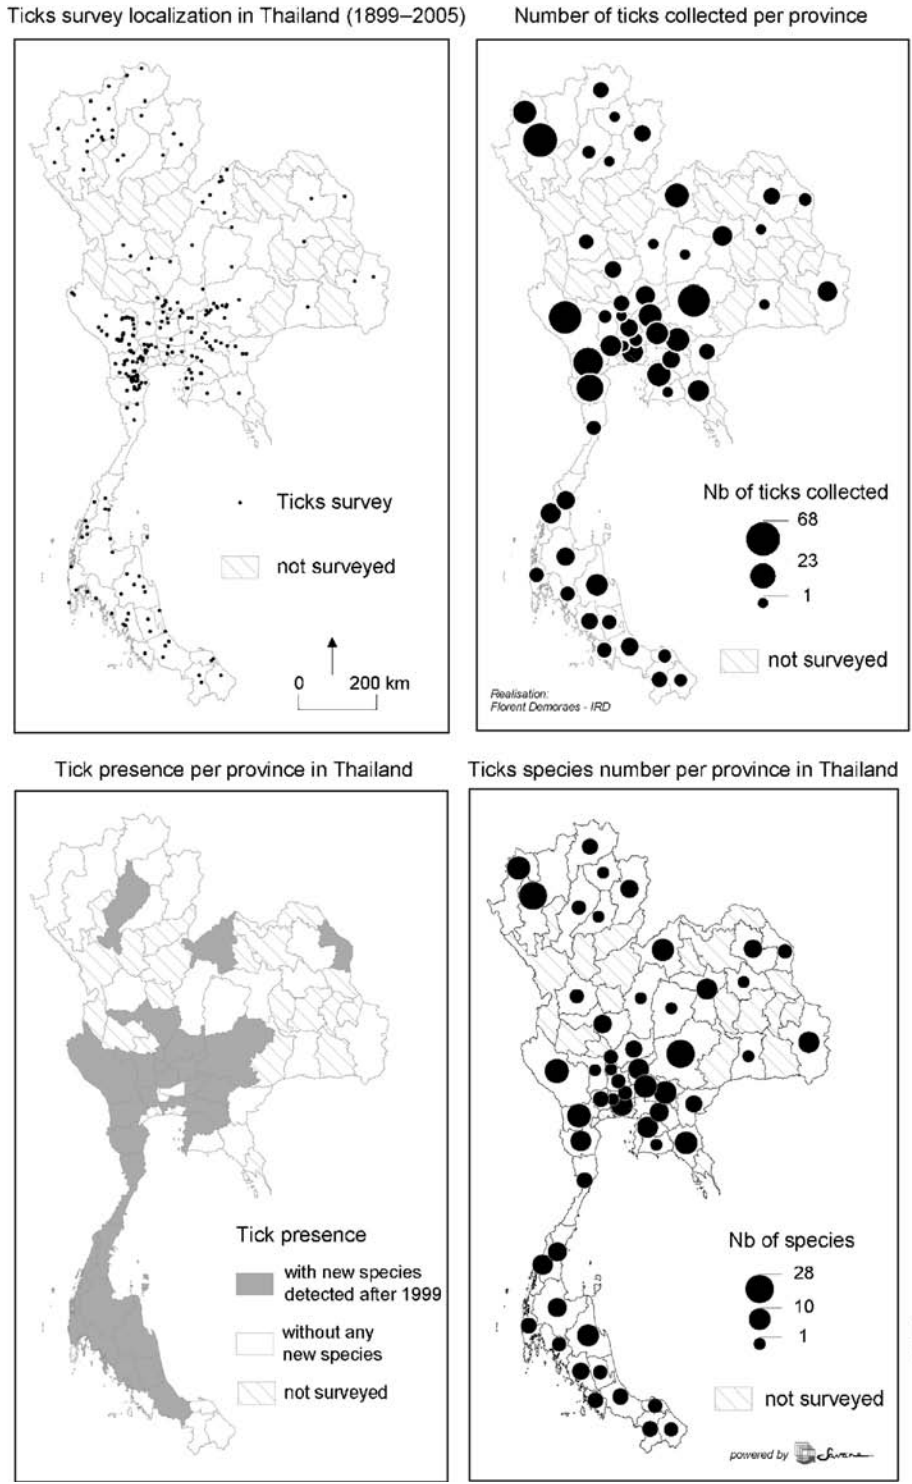 Ticks survey localization in Thailand (1899–2005)
Ticks survey
not surveyed
0 200 km
Number of ticks collected per province
Nb of ticks collected
68
23
1
not surveyed
Realisation:
Florent Demoraes - IRD
Tick presence per province in Thailand
Tick presence
with new species
detected after 1999
without any
new species
not surveyed
Ticks species number per province in Thailand
Nb of species
28
10
1
not surveyed
powered by